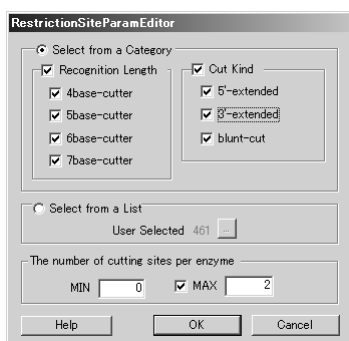 RestrictionSiteParamEditor
Select from a Category
Recognition Length
Cut Kind
4base-cutter
5'-extended
5base-cutter
3'-extended
6base-cutter
blunt-cut
7base-cutter
Select from a List
User Selected 461 ...
The number of cutting sites per enzyme
MIN 0 MAX 2
Help OK Cancel